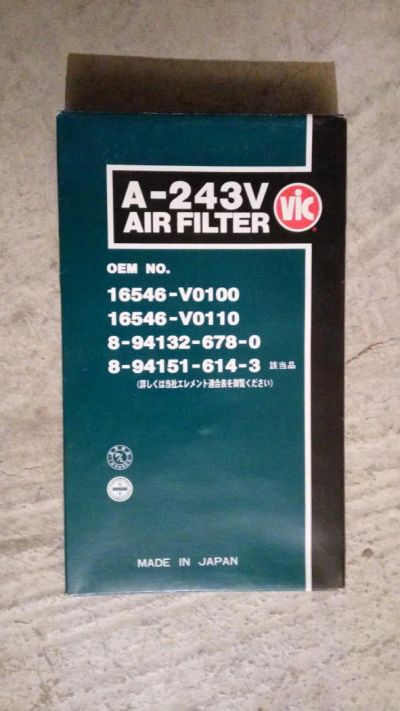 A-243V
AIR FILTER
VIC
OEM NO.
16546-V0100
16546-V0110
8-94132-678-0
8-94151-614-3 該当品
(詳しくは当社エレメント適合表を御覧ください)
MADE IN JAPAN